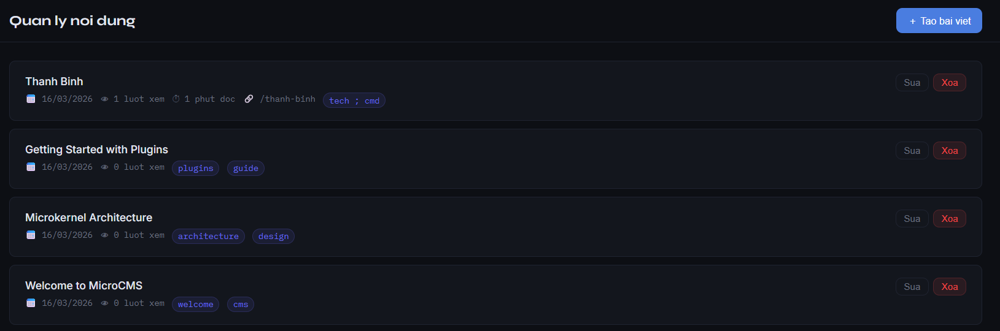 Quan ly noi dung
+ Tao bai viet
Thanh Binh
Sua Xoa
16/03/2026 1 luot xem 1 phut doc /thanh-binh tech ; cmd
Getting Started with Plugins
Sua Xoa
16/03/2026 0 luot xem plugins guide
Microkernel Architecture
Sua Xoa
16/03/2026 0 luot xem architecture design
Welcome to MicroCMS
Sua Xoa
16/03/2026 0 luot xem welcome cms